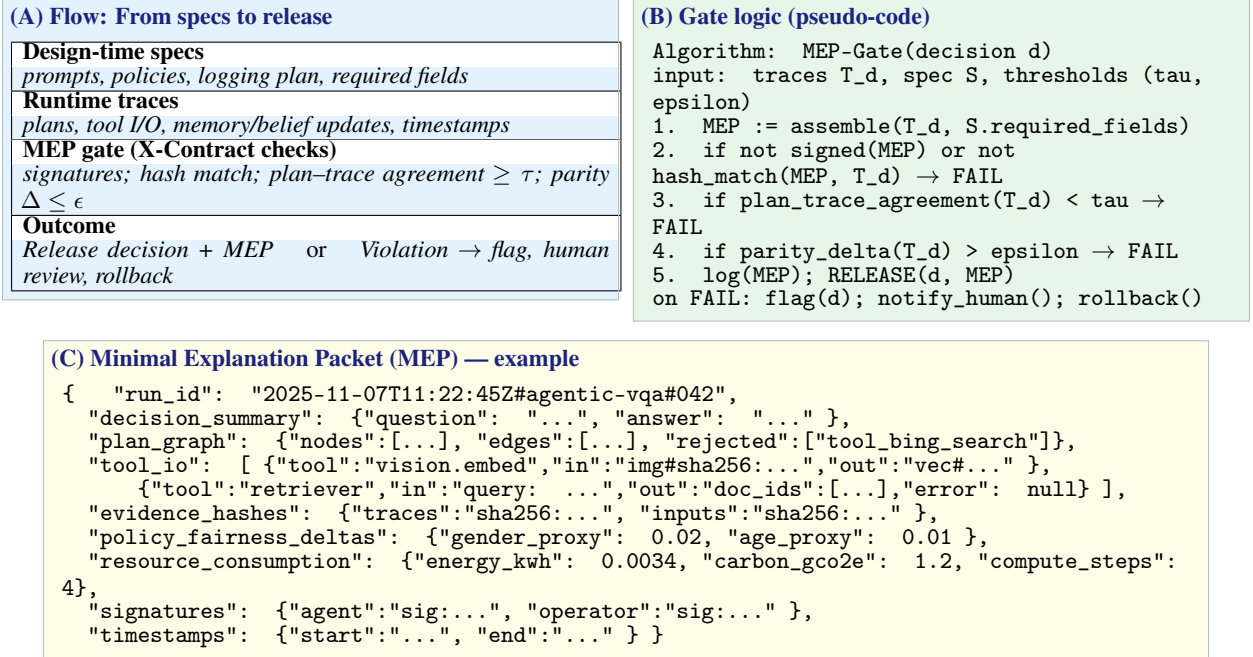 (A) Flow: From specs to release
Design-time specs
prompts, policies, logging plan, required fields
Runtime traces
plans, tool I/O, memory/belief updates, timestamps
MEP gate (X-Contract checks)
signatures; hash match; plan–trace agreement ≥ τ; parity
Δ ≤ ϵ
Outcome
Release decision + MEP or Violation → flag, human
review, rollback
(B) Gate logic (pseudo-code)
Algorithm: MEP-Gate(decision d)
input: traces T_d, spec S, thresholds (tau,
epsilon)
1. MEP := assemble(T_d, S.required_fields)
2. if not signed(MEP) or not
hash_match(MEP, T_d) → FAIL
3. if plan_trace_agreement(T_d) < tau →
FAIL
4. if parity_delta(T_d) > epsilon → FAIL
5. log(MEP); RELEASE(d, MEP)
on FAIL: flag(d); notify_human(); rollback()
(C) Minimal Explanation Packet (MEP) — example
{ "run_id": "2025-11-07T11:22:45Z#agentic-vqa#042",
"decision_summary": {"question": "...", "answer": "..." },
"plan_graph": {"nodes":[...], "edges":[...], "rejected":["tool_bing_search"]},
"tool_io": [ {"tool":"vision.embed","in":"img#sha256:...","out":"vec#..." },
{"tool":"retriever","in":"query: ...","out":"doc_ids":[...],"error": null} ],
"evidence_hashes": {"traces":"sha256:...", "inputs":"sha256:..." },
"policy_fairness_deltas": {"gender_proxy": 0.02, "age_proxy": 0.01 },
"resource_consumption": {"energy_kwh": 0.0034, "carbon_gco2e": 1.2, "compute_steps":
4},
"signatures": {"agent":"sig:...", "operator":"sig:..." },
"timestamps": {"start":"...", "end":"..." } }